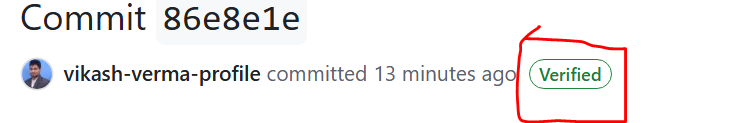 Commit 86e8e1e
vikash-verma-profile committed 13 minutes ago Verified